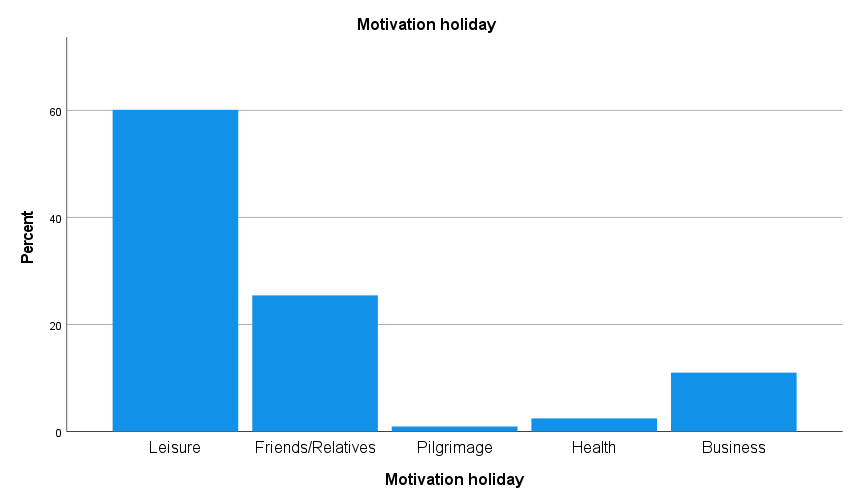 Motivation holiday
Percent
60
40
20
0
Leisure Friends/Relatives Pilgrimage Health Business
Motivation holiday